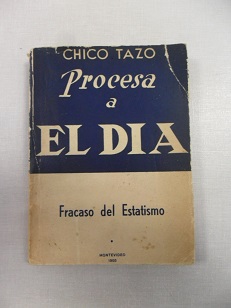 CHICO TAZO
Procesa
a
EL DIA
Fracaso del Estatismo
MONTEVIDEO